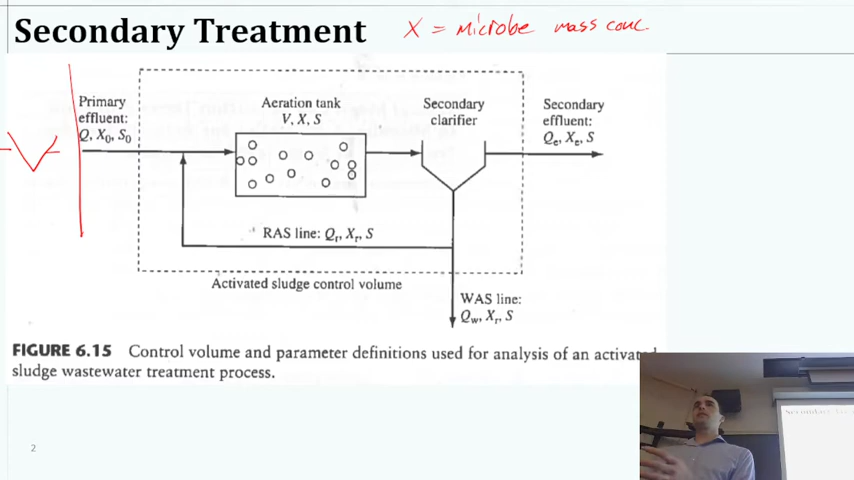 Secondary Treatment
X = Microbe mass conc.
Primary
effluent:
Q, X₀, S₀
Aeration tank
V, X, S
Secondary
clarifier
Secondary
effluent:
Qₑ, Xₑ, S
RAS line: Qᵣ, Xᵣ, S
Activated sludge control volume
WAS line:
Q_w, Xᵣ, S
FIGURE 6.15 Control volume and parameter definitions used for analysis of an
sludge wastewater treatment process.
2